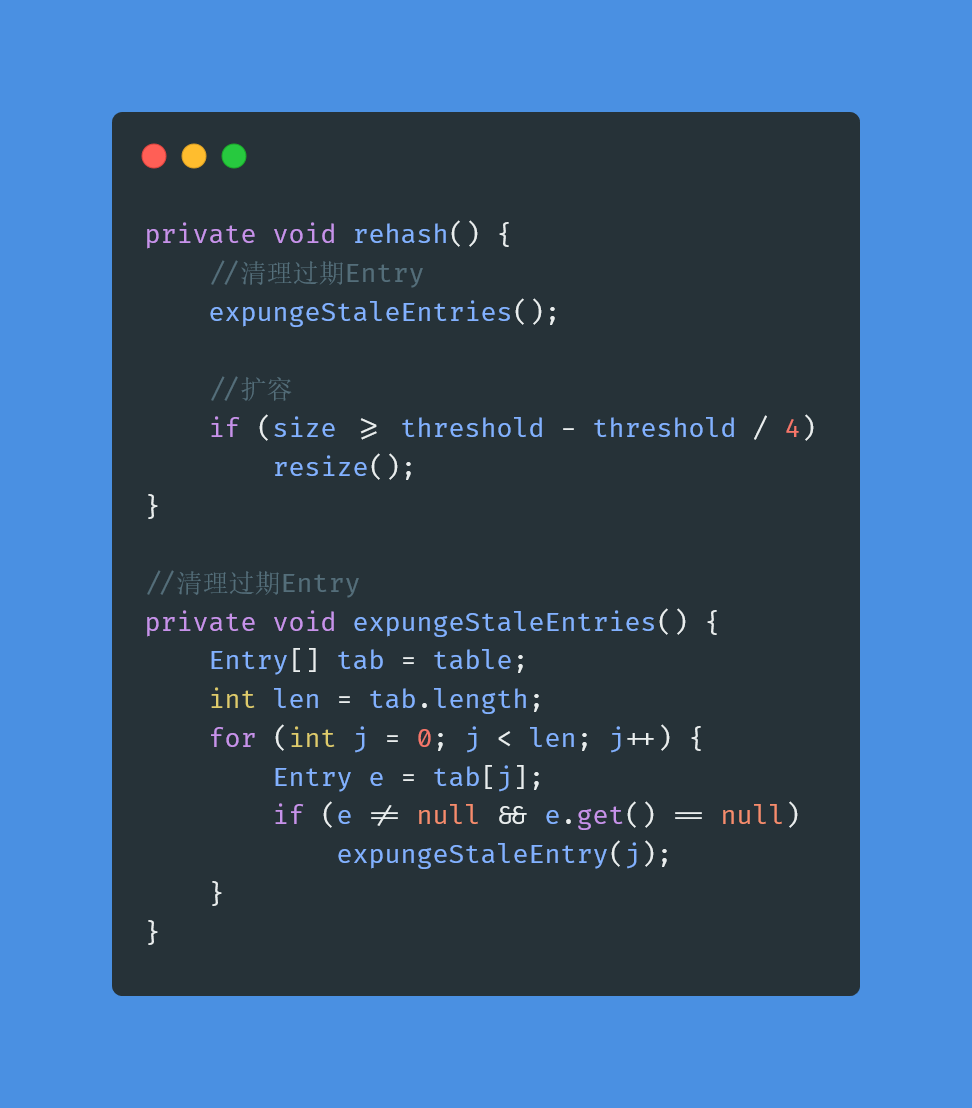 private void rehash() {
    //清理过期Entry
    expungeStaleEntries();

    //扩容
    if (size >= threshold - threshold / 4)
        resize();
}

//清理过期Entry
private void expungeStaleEntries() {
    Entry[] tab = table;
    int len = tab.length;
    for (int j = 0; j < len; j++) {
        Entry e = tab[j];
        if (e != null && e.get() == null)
            expungeStaleEntry(j);
    }
}